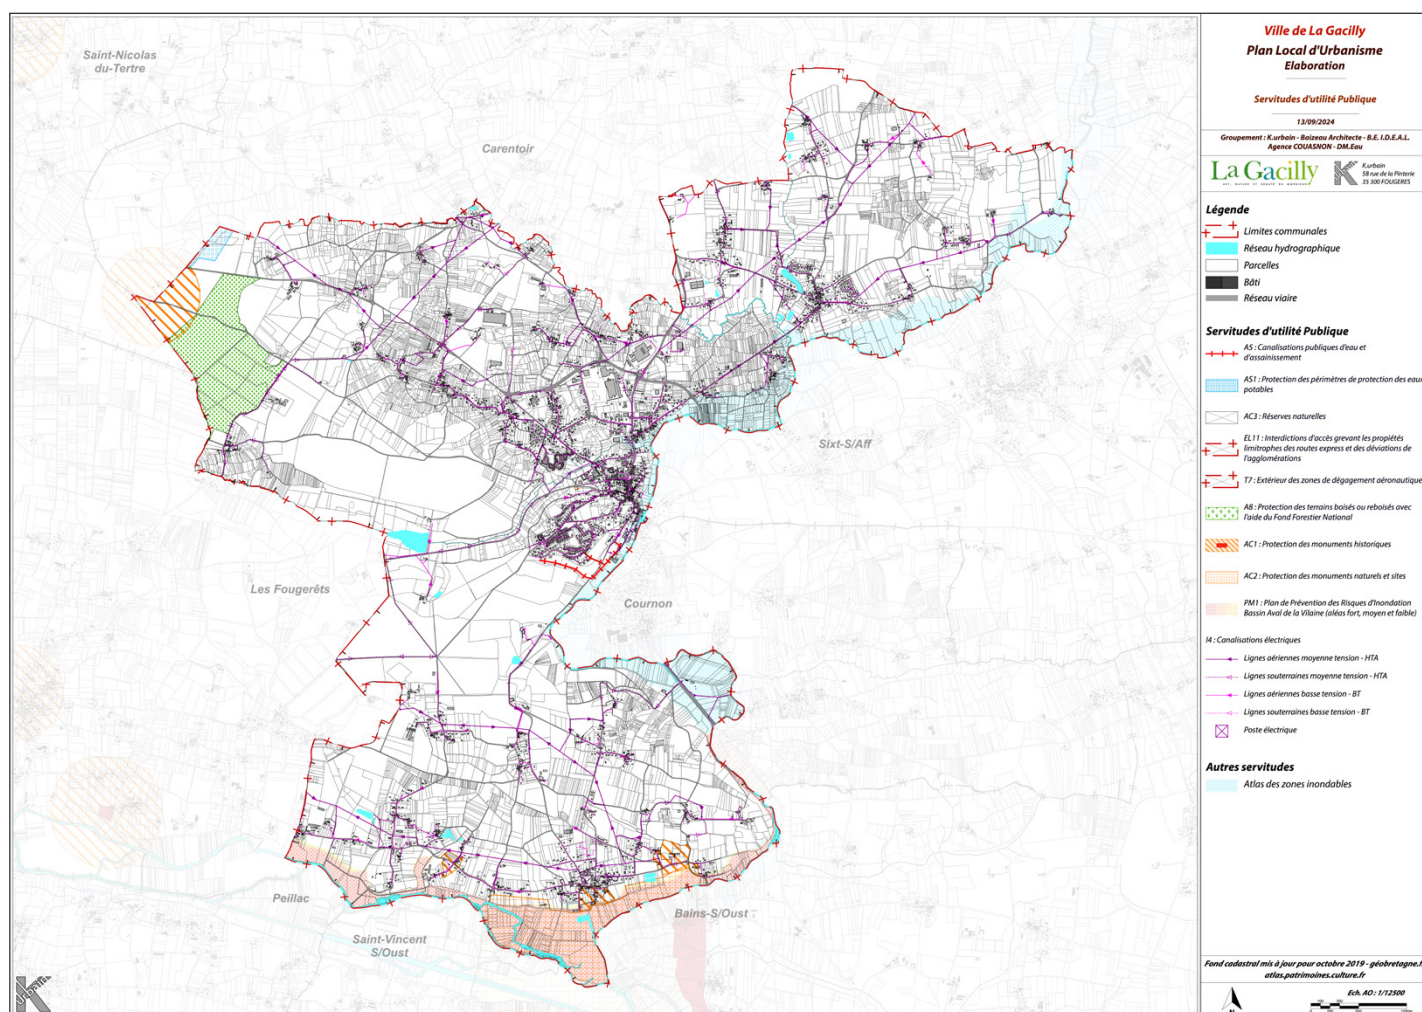 Saint-Nicolas
du-Tertre
Carentoir
Sixt-S/Aff
Les Fougerêts
Cournon
Peillac
Saint-Vincent
S/Oust
Bains-S/Oust
Ville de La Gacilly
Plan Local d'Urbanisme
Elaboration
Servitudes d'utilité Publique
13/09/2024
Groupement : K.urbain - Baizeau Architecte - B.E. I.D.E.A.L.
Agence COUASNON - DM.Eau
La Gacilly
K.urbain
58 rue de la Pinterie
35 300 FOUGERES
Légende
Limites communales
Réseau hydrographique
Parcelles
Bâti
Réseau viaire
Servitudes d'utilité Publique
A5 : Canalisations publiques d'eau et
d'assainissement
AS1 : Protection des périmètres de protection des eaux
potables
AC3 : Réserves naturelles
EL11 : Interdictions d'accès grevant les propiétés
limitrophes des routes express et des déviations de
l'agglomérations
T7 : Extérieur des zones de dégagement aéronautique
A8 : Protection des terrains boisés ou reboisés avec
l'aide du Fond Forestier National
AC1 : Protection des monuments historiques
AC2 : Protection des monuments naturels et sites
PM1 : Plan de Prévention des Risques d'Inondation
Bassin Aval de la Vilaine (aléas fort, moyen et faible)
I4 : Canalisations électriques
Lignes aériennes moyenne tension - HTA
Lignes souterraines moyenne tension - HTA
Lignes aériennes basse tension - BT
Lignes souterraines basse tension - BT
Poste électrique
Autres servitudes
Atlas des zones inondables
Fond cadastral mis à jour pour octobre 2019 - géobretagne.f
atlas.patrimoines.culture.fr
Ech. AO : 1/12500